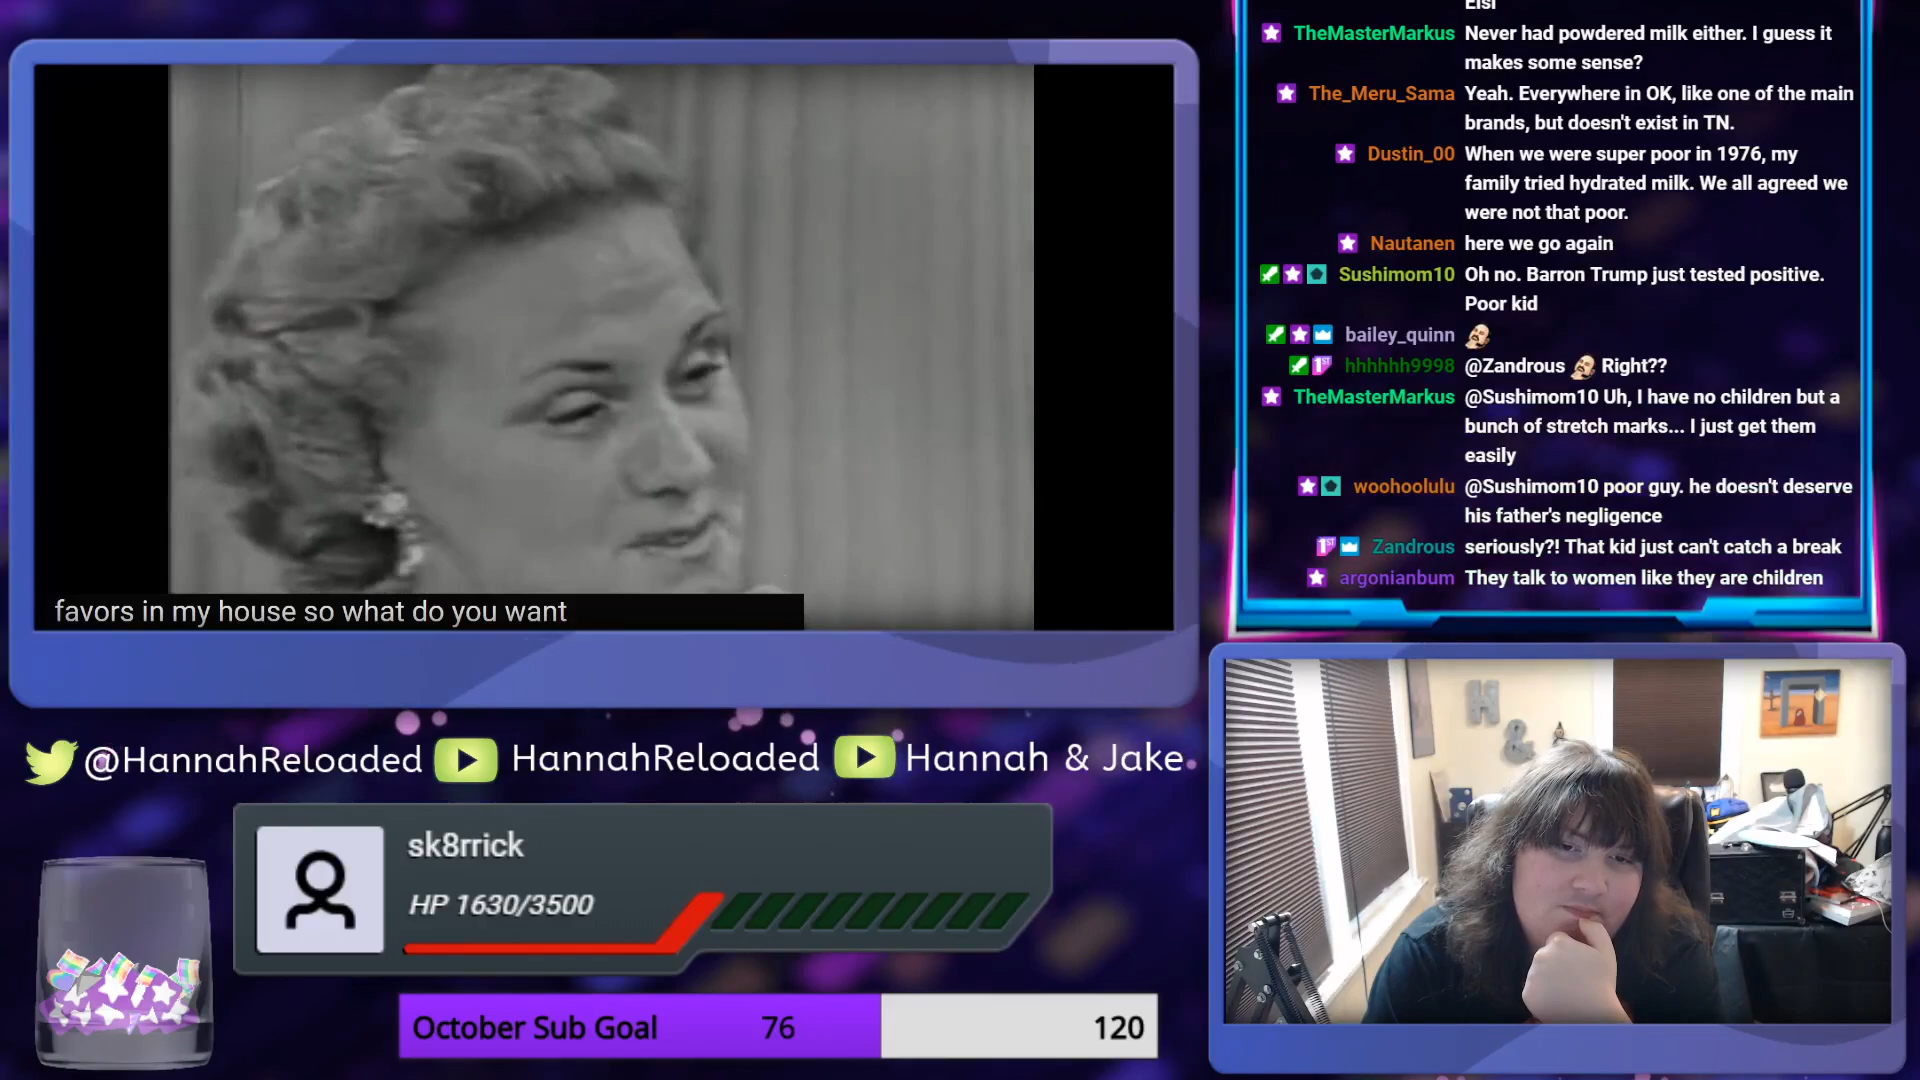 Elsi
TheMasterMarkus Never had powdered milk either. I guess it
makes some sense?
The_Meru_Sama Yeah. Everywhere in OK, like one of the main
brands, but doesn't exist in TN.
Dustin_00 When we were super poor in 1976, my
family tried hydrated milk. We all agreed we
were not that poor.
Nautanen here we go again
Sushimom10 Oh no. Barron Trump just tested positive.
Poor kid
bailey_quinn
1ST hhhhhh9998 @Zandrous Right??
TheMasterMarkus @Sushimom10 Uh, I have no children but a
bunch of stretch marks... I just get them
easily
woohoolulu @Sushimom10 poor guy. he doesn't deserve
his father's negligence
1ST Zandrous seriously?! That kid just can't catch a break
argonianbum They talk to women like they are children
favors in my house so what do you want
@HannahReloaded HannahReloaded Hannah & Jake
H
&
sk8rrick
HP 1630/3500
October Sub Goal 76 120